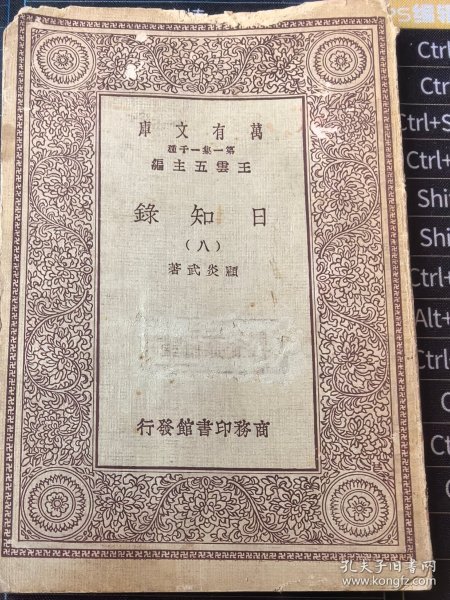 萬有文庫
第一集一千種
王雲五主編
日知錄
(八)
顧炎武著
商務印書館發行
Ctrl+
Ctrl
Ctrl+S
Ctrl+
Shi
Shi
Ctrl+
Alt+
Ctrl
Ct
孔夫子旧书网
www.kongfz.com